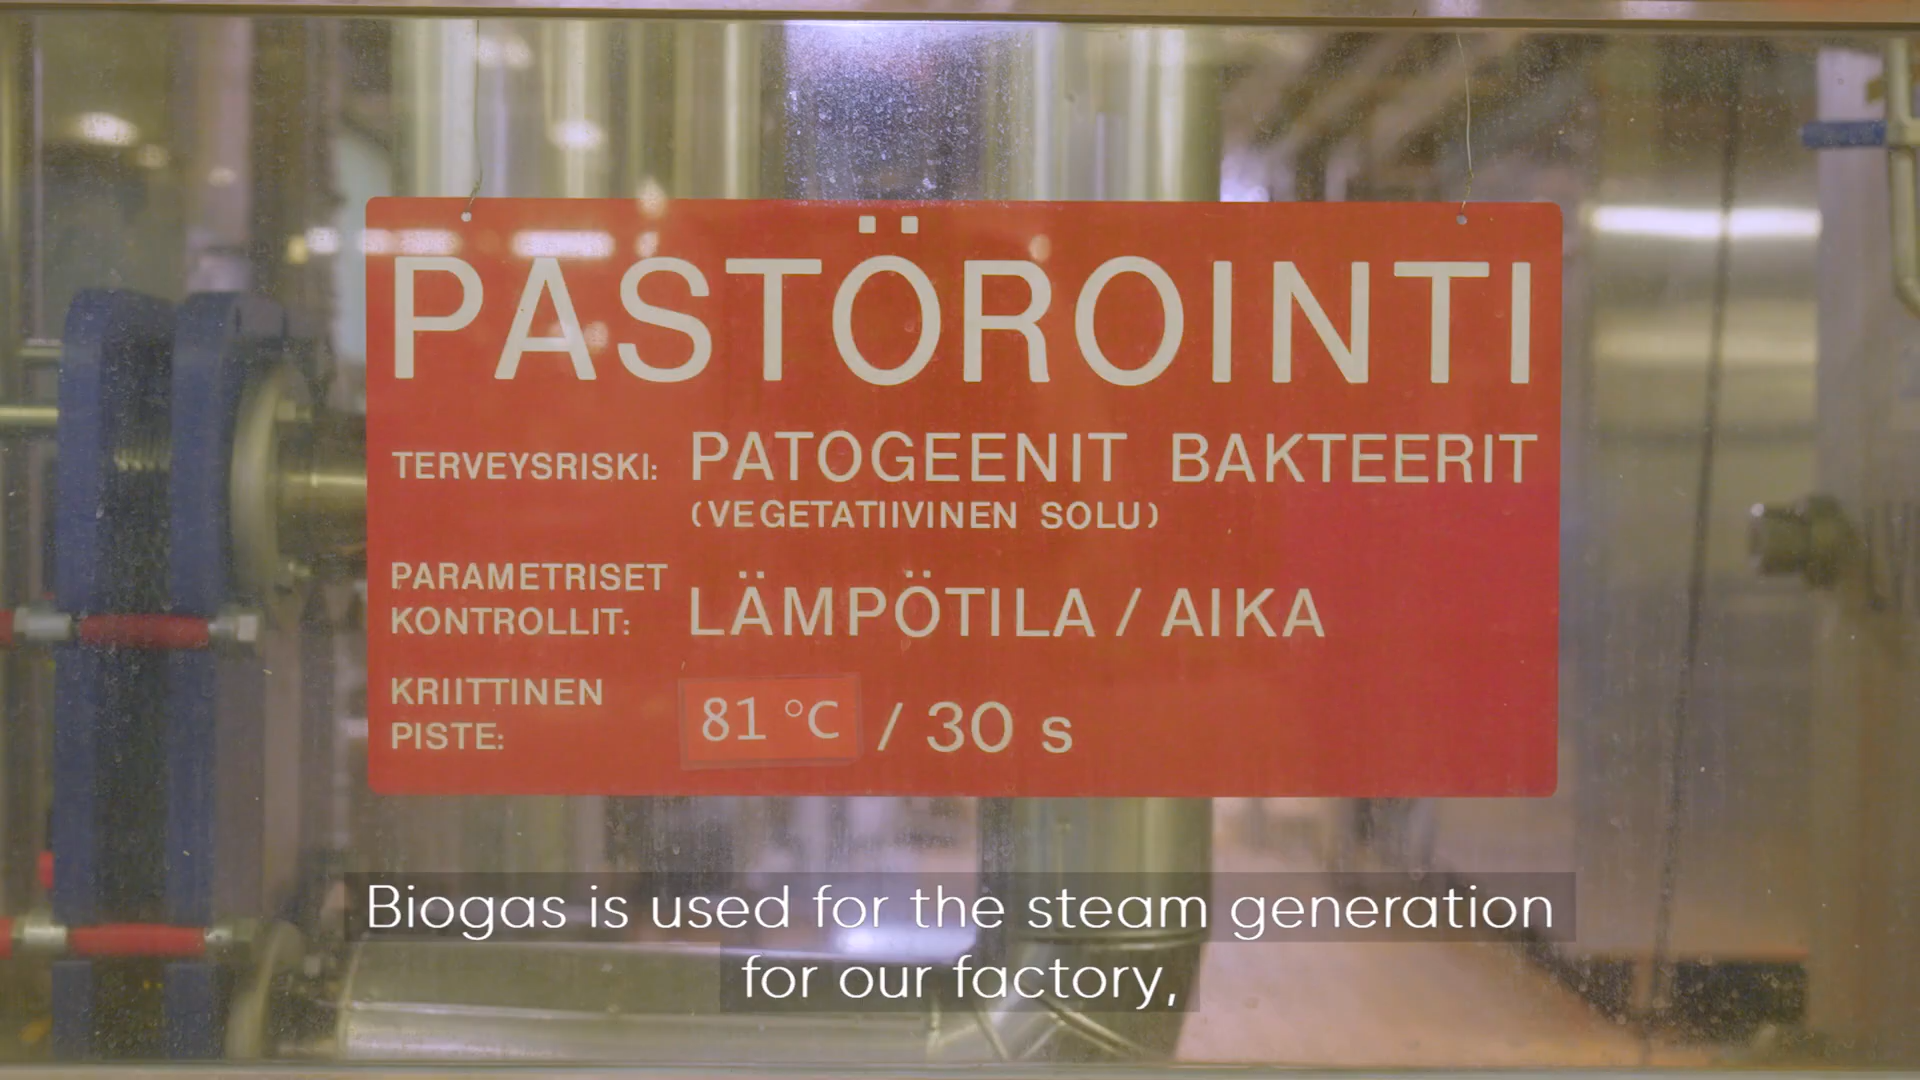 PASTÖROINTI
TERVEYSRISKI: PATOGEENIT BAKTEERIT
(VEGETATIIVINEN SOLU)
PARAMETRISET
KONTROLLIT: LÄMPÖTILA / AIKA
KRIITTINEN
PISTE: 81 °C / 30 s
Biogas is used for the steam generation
for our factory,